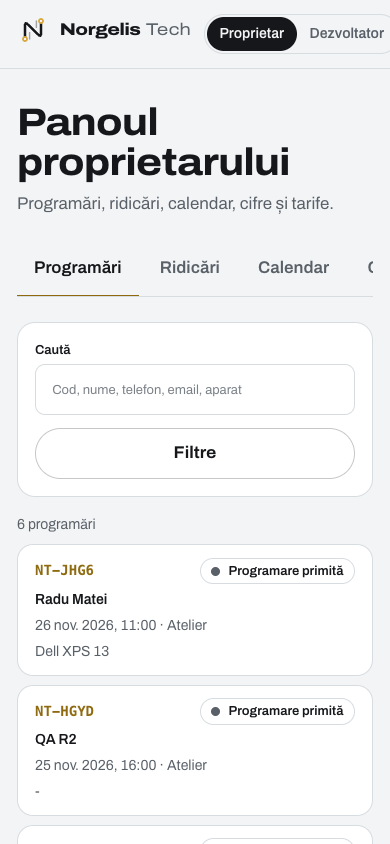 Norgelis Tech
Proprietar
Dezvoltator
Panoul
proprietarului
Programări, ridicări, calendar, cifre și tarife.
Programări
Ridicări
Calendar
Caută
Cod, nume, telefon, email, aparat
Filtre
6 programări
NT-JHG6
Programare primită
Radu Matei
26 nov. 2026, 11:00 · Atelier
Dell XPS 13
NT-HGYD
Programare primită
QA R2
25 nov. 2026, 16:00 · Atelier
-